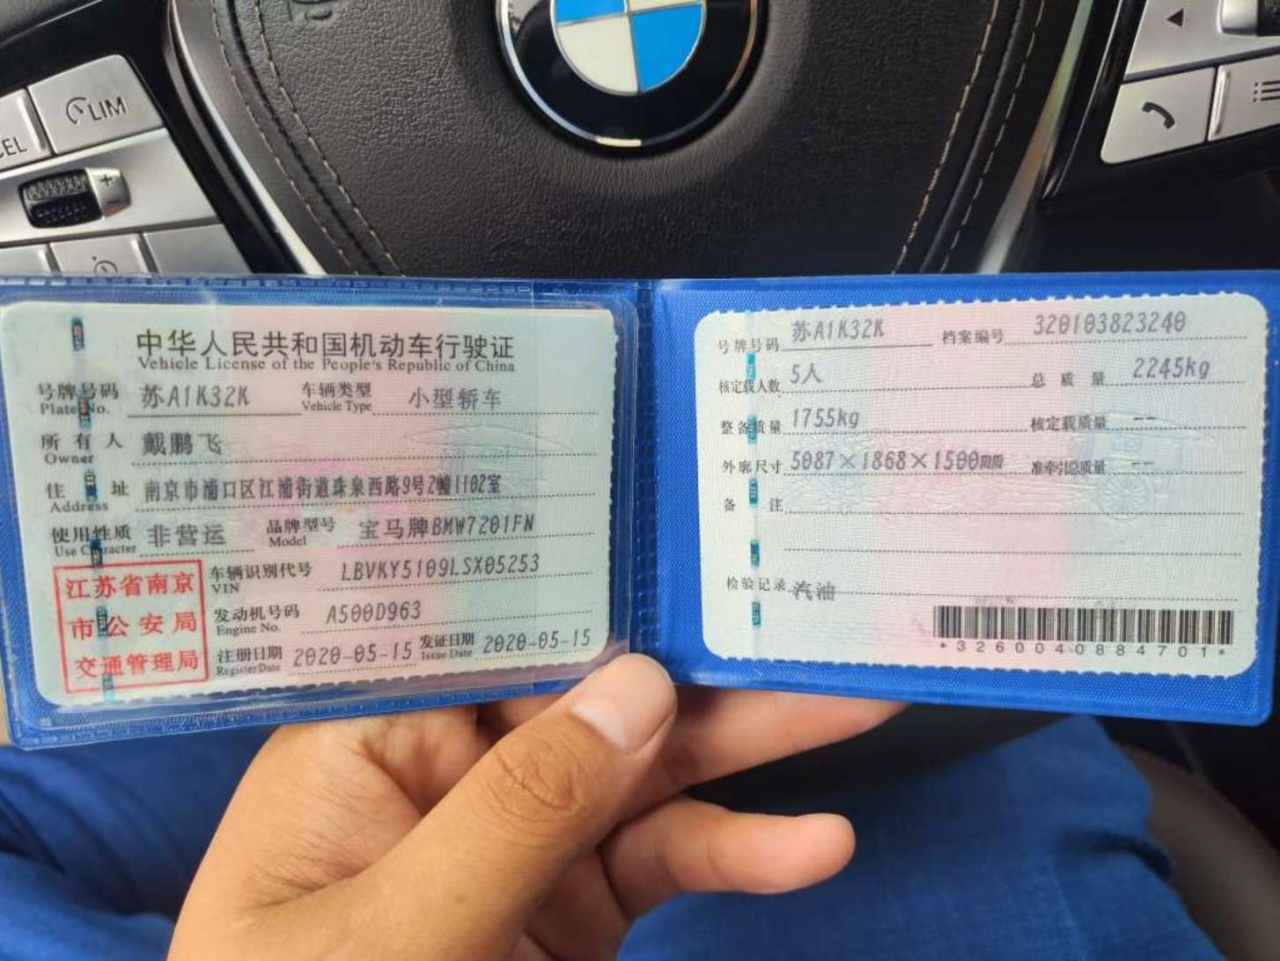 LIM
CEL
中华人民共和国机动车行驶证
Vehicle License of the People's Republic of China
号牌号码 苏A1K32K 车辆类型 小型轿车
Plate No. Vehicle Type
所有人 戴鹏飞
Owner
住址 南京市浦口区江浦街道珠泉西路9号2幢1102室
Address
使用性质 非营运 品牌型号 宝马牌BMW7201FN
Use Character Model
江苏省南京
市公安局
交通管理局
车辆识别代号 LBVKY5109LSX05253
VIN
发动机号码 A500D963
Engine No.
注册日期 2020-05-15 发证日期 2020-05-15
Register Date Issue Date
号牌号码 苏A1K32K 档案编号 320103823240
核定载人数 5人 总质量 2245kg
整备质量 1755kg 核定载质量 --
外廓尺寸 5087×1868×1500mm 准牵引总质量 --
备注
检验记录 汽油
*3260040884701*